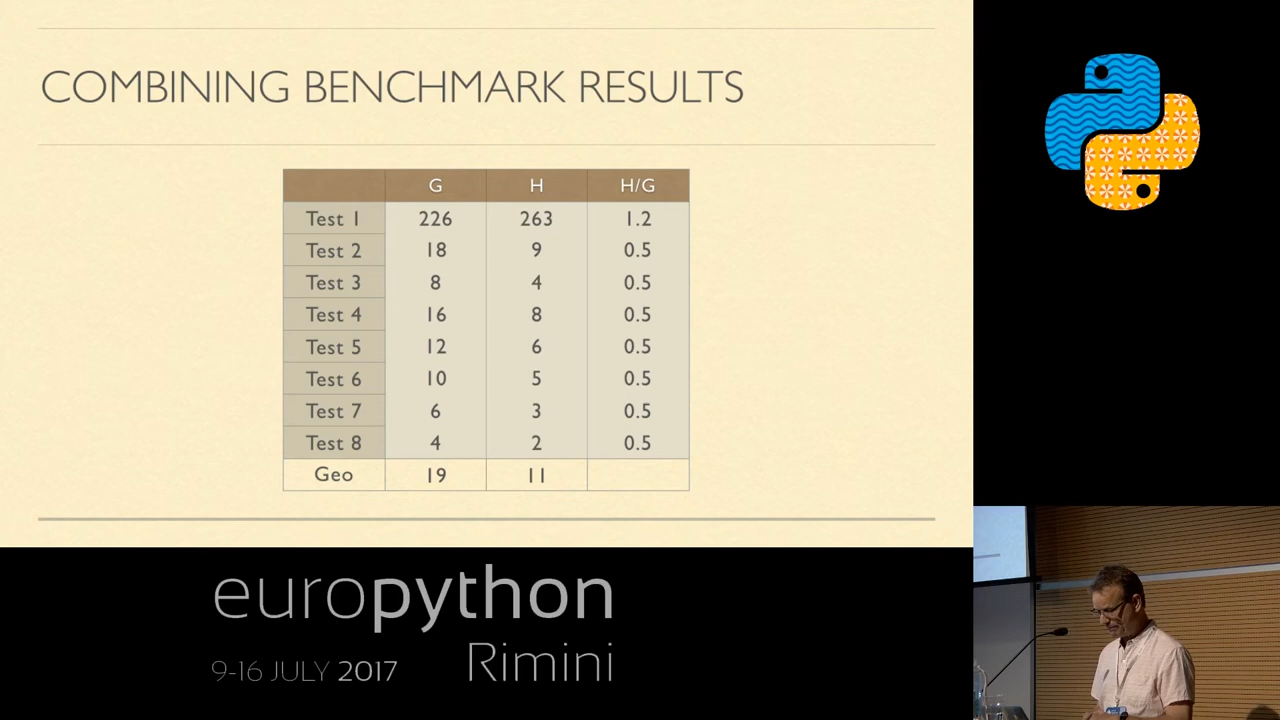 COMBINING BENCHMARK RESULTS
G H H/G
Test 1 226 263 1.2
Test 2 18 9 0.5
Test 3 8 4 0.5
Test 4 16 8 0.5
Test 5 12 6 0.5
Test 6 10 5 0.5
Test 7 6 3 0.5
Test 8 4 2 0.5
Geo 19 11
europython
9-16 JULY 2017 Rimini